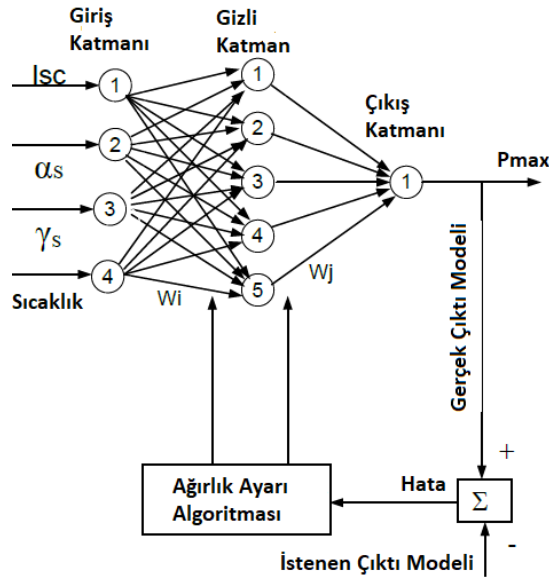 Giriş
Katmanı
Gizli
Katman
Çıkış
Katmanı
Isc
αs
γs
Sıcaklık
1
2
3
4
1
2
3
4
5
1
Wi
Wj
Pmax
Gerçek Çıktı Modeli
Ağırlık Ayarı
Algoritması
Hata
Σ
+
-
İstenen Çıktı Modeli